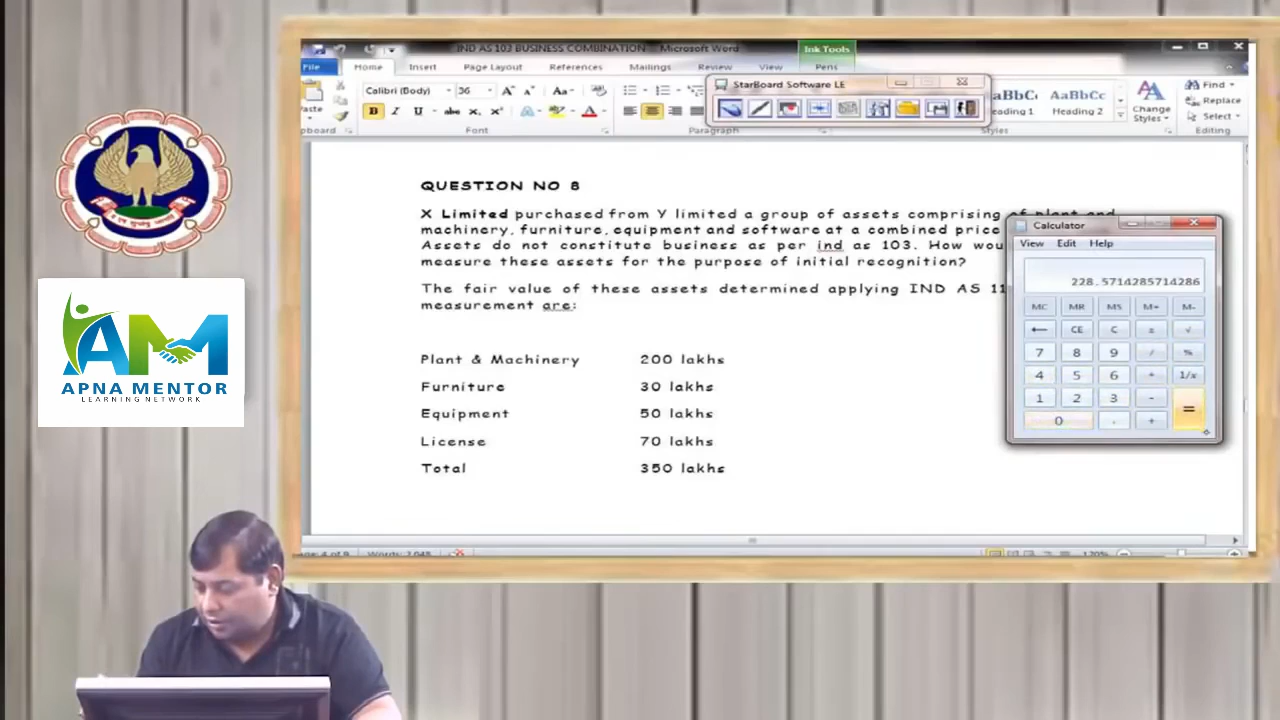 IND AS 103 BUSINESS COMBINATION Microsoft Word
Ink Tools
File
Home
Insert
Page Layout
References
Mailings
Review
View
Pens
StarBoard Software LE
Calibri (Body)
36
Paste
Font
Paragraph
Heading 1
AaBbCc
Heading 2
Change
Styles
Styles
Find
Replace
Select
Editing
QUESTION NO 8
X Limited purchased from Y limited a group of assets comprising of plant and
machinery, furniture, equipment and software at a combined price
Assets do not constitute business as per ind as 103. How
measure these assets for the purpose of initial recognition?
The fair value of these assets determined applying IND AS
measurement are:
Plant & Machinery 200 lakhs
Furniture 30 lakhs
Equipment 50 lakhs
License 70 lakhs
Total 350 lakhs
Calculator
View Edit Help
228.5714285714286
MC MR MS M+ M-
← CE C ± √
7 8 9 / %
4 5 6 * 1/x
1 2 3 - =
0 . +
120%
AM
APNA MENTOR
LEARNING NETWORK